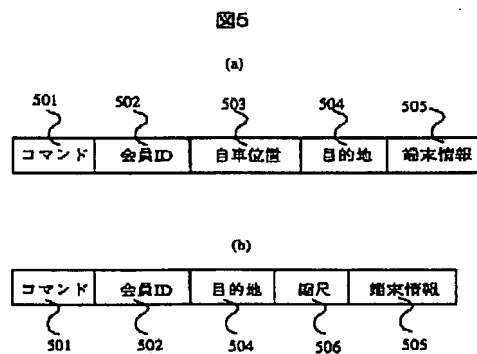 図5
(a)
501 502 503 504 505
コマンド 会員ID 自車位置 目的地 端末情報
(b)
コマンド 会員ID 目的地 縮尺 端末情報
501 502 504 506 505